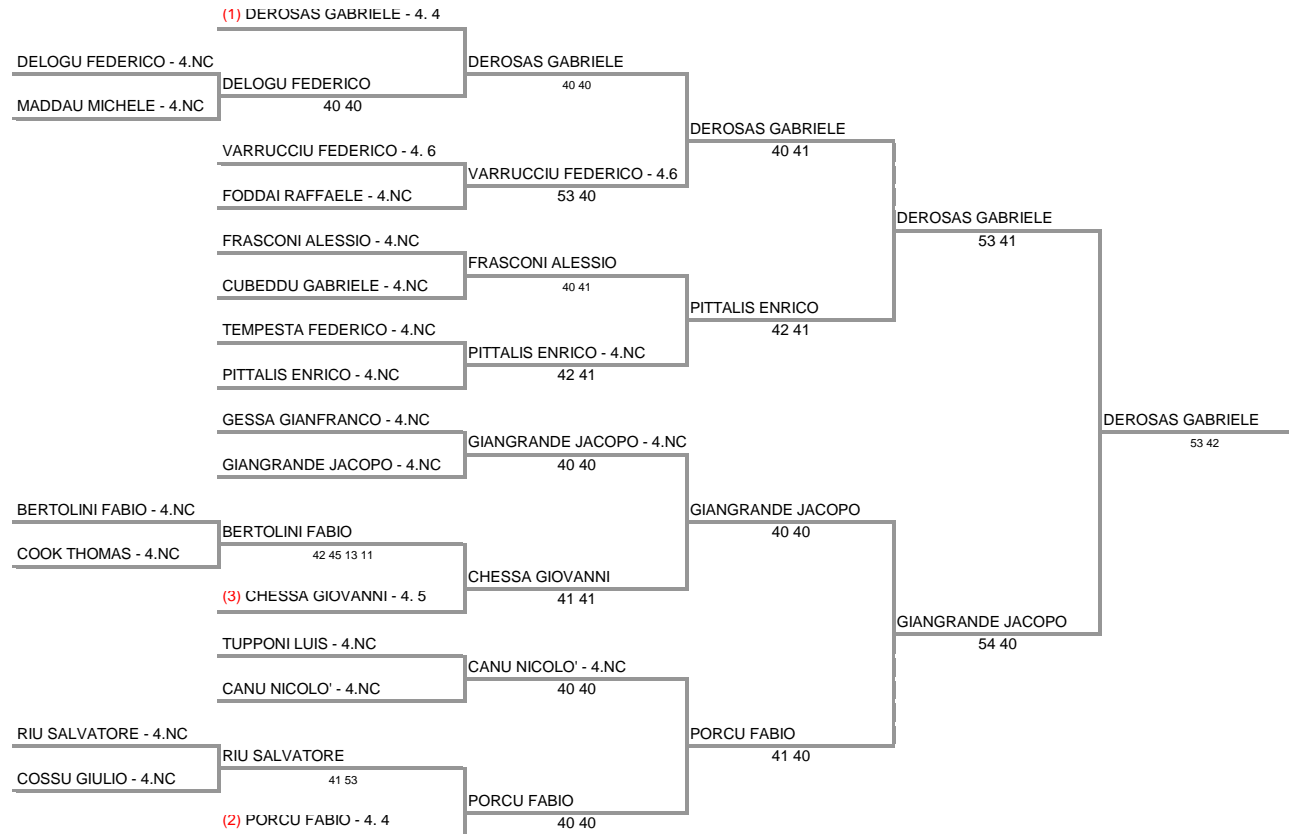 (1) DEROSAS GABRIELE - 4. 4
DELOGU FEDERICO - 4.NC
DEROSAS GABRIELE
DELOGU FEDERICO
40 40
MADDAU MICHELE - 4.NC
40 40
DEROSAS GABRIELE
40 41
VARRUCCIU FEDERICO - 4. 6
VARRUCCIU FEDERICO - 4.6
FODDAI RAFFAELE - 4.NC
53 40
DEROSAS GABRIELE
53 41
FRASCONI ALESSIO - 4.NC
FRASCONI ALESSIO
CUBEDDU GABRIELE - 4.NC
40 41
PITTALIS ENRICO
42 41
TEMPESTA FEDERICO - 4.NC
PITTALIS ENRICO - 4.NC
PITTALIS ENRICO - 4.NC
42 41
GESSA GIANFRANCO - 4.NC
DEROSAS GABRIELE
53 42
GIANGRANDE JACOPO - 4.NC
GIANGRANDE JACOPO - 4.NC
40 40
BERTOLINI FABIO - 4.NC
GIANGRANDE JACOPO
40 40
BERTOLINI FABIO
COOK THOMAS - 4.NC
42 45 13 11
CHESSA GIOVANNI
(3) CHESSA GIOVANNI - 4. 5
41 41
GIANGRANDE JACOPO
54 40
TUPPONI LUIS - 4.NC
CANU NICOLO' - 4.NC
CANU NICOLO' - 4.NC
40 40
RIU SALVATORE - 4.NC
PORCU FABIO
41 40
RIU SALVATORE
COSSU GIULIO - 4.NC
41 53
PORCU FABIO
(2) PORCU FABIO - 4. 4
40 40